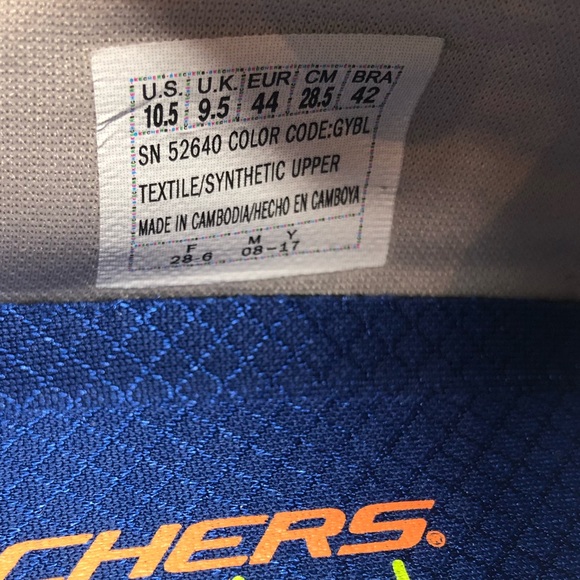 U.S. U.K. EUR CM BRA
10.5 9.5 44 28.5 42
SN 52640 COLOR CODE:GYBL
TEXTILE/SYNTHETIC UPPER
MADE IN CAMBODIA/HECHO EN CAMBOYA
F M Y
28-6 08-17
CHERS®